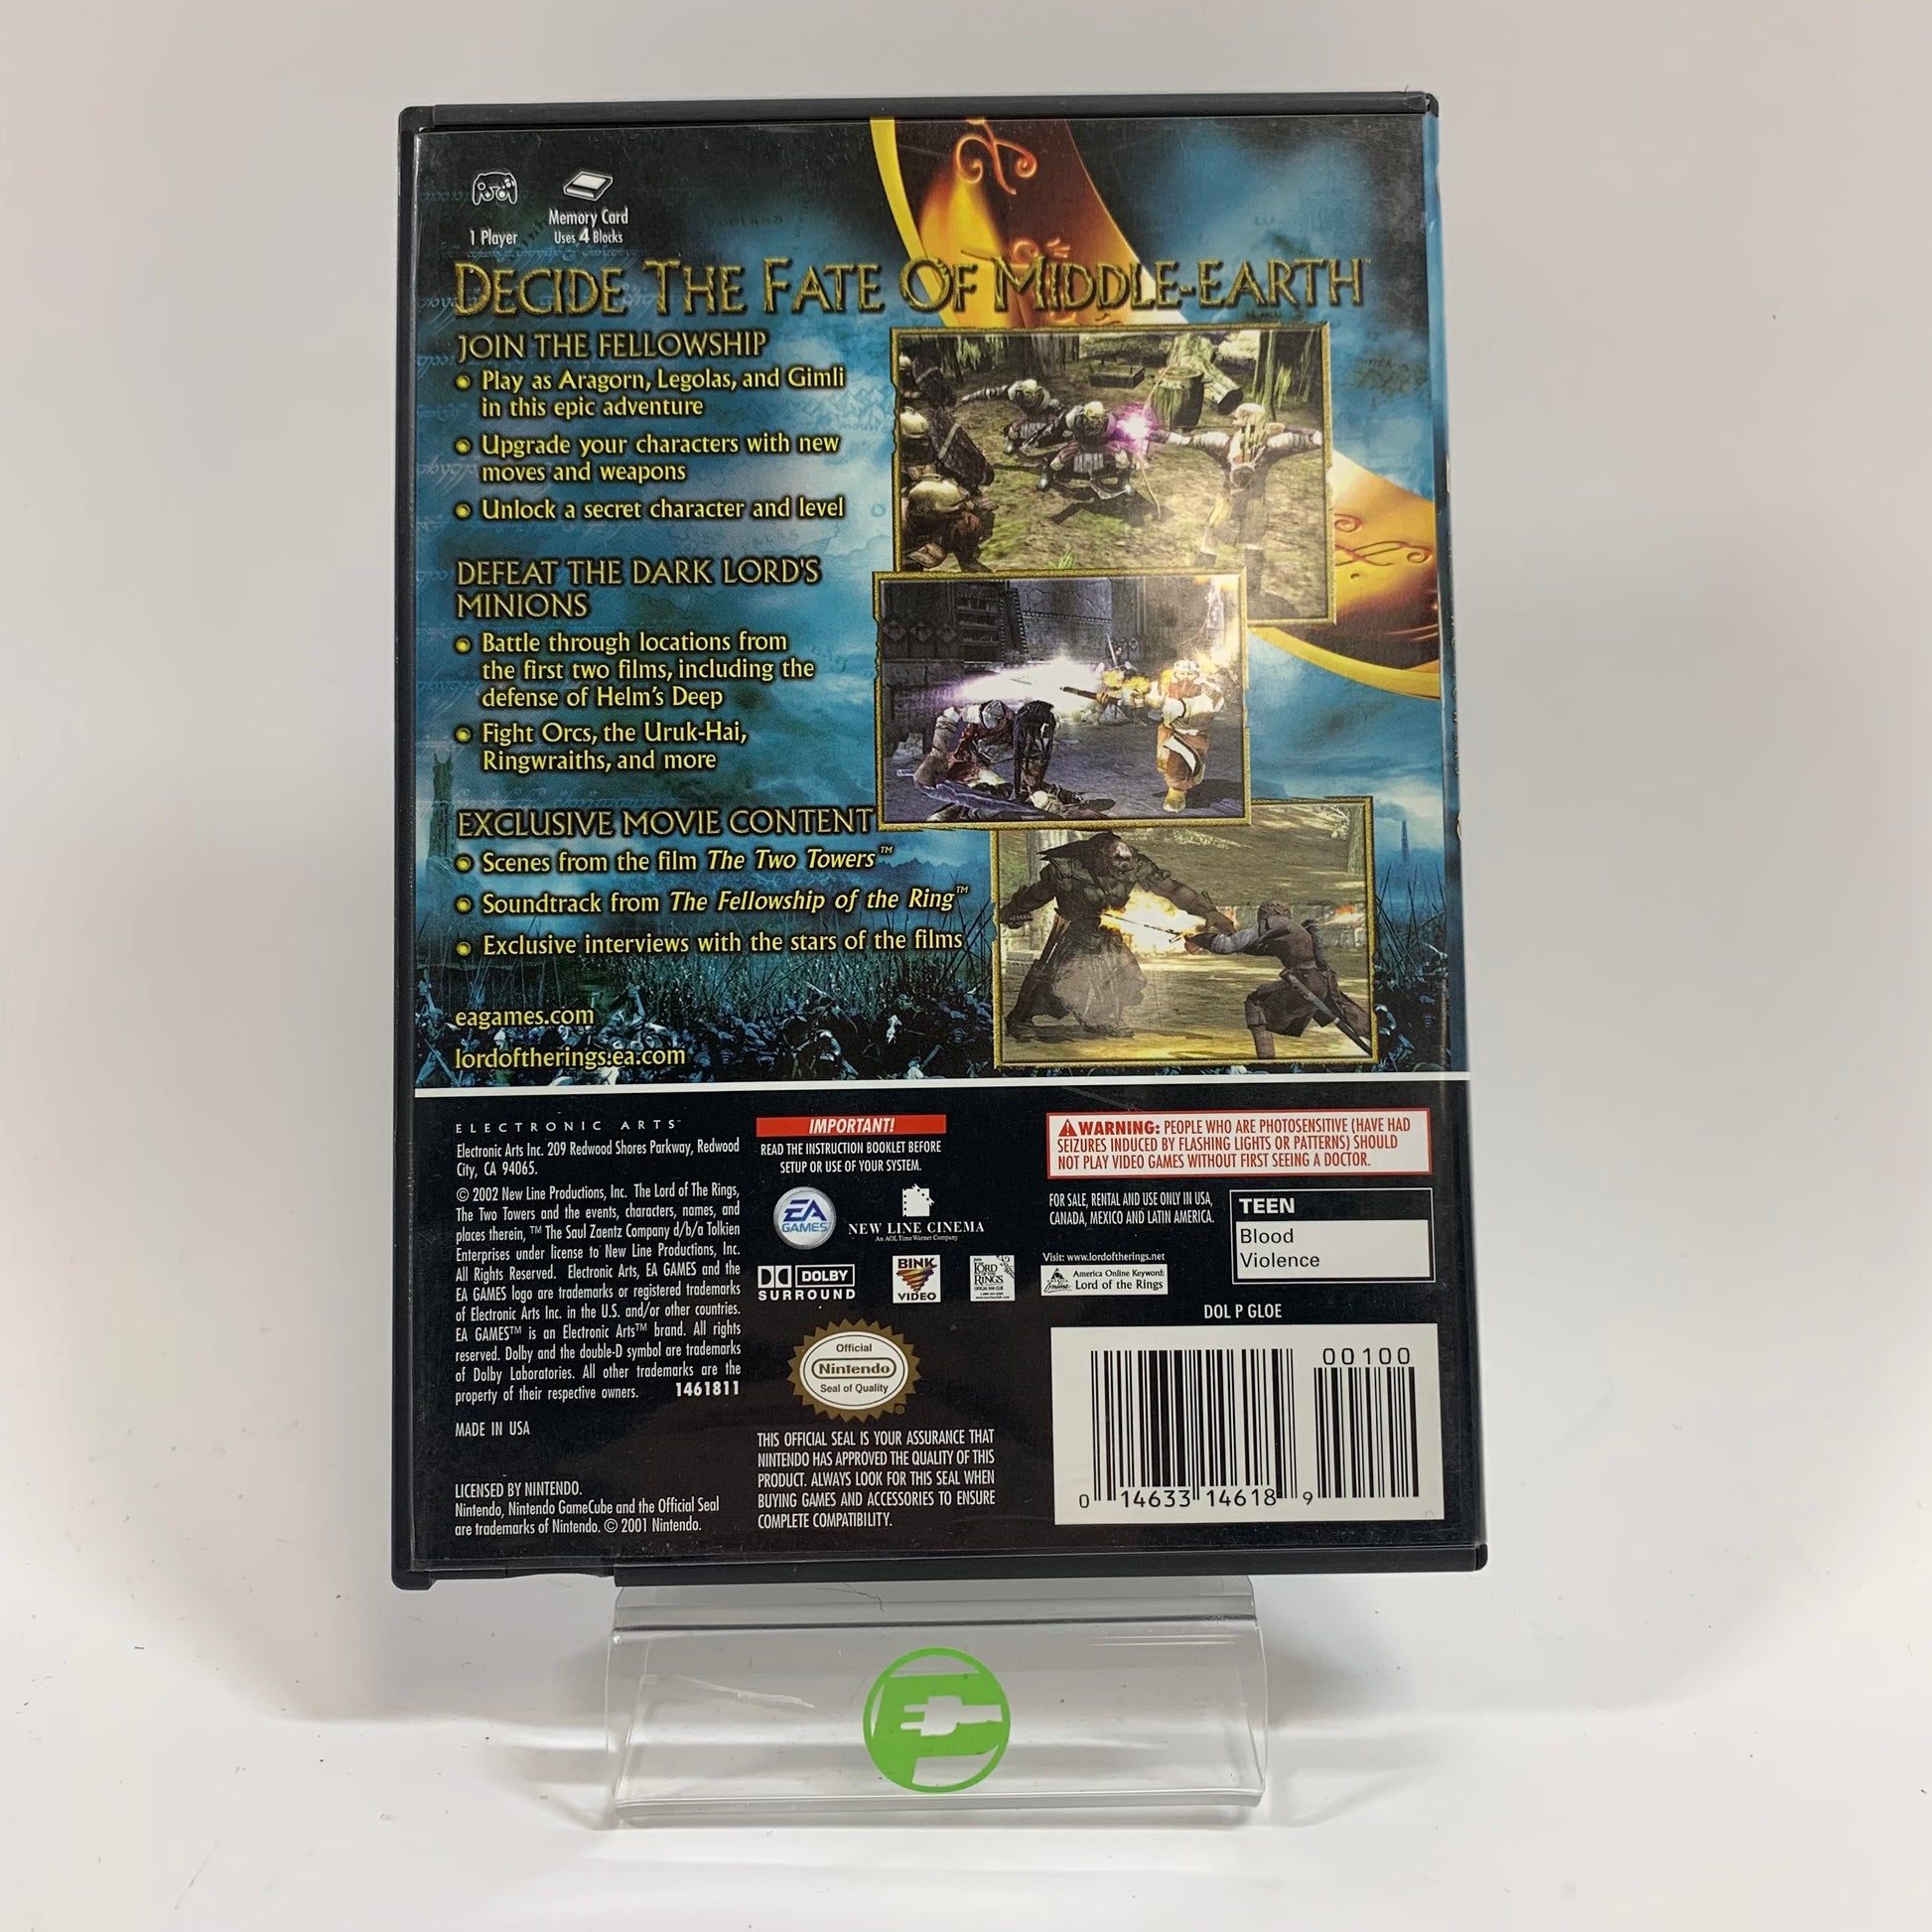 1 Player
Memory Card
Uses 4 Blocks
DECIDE THE FATE OF MIDDLE-EARTH™
JOIN THE FELLOWSHIP
Play as Aragorn, Legolas, and Gimli
in this epic adventure
Upgrade your characters with new
moves and weapons
Unlock a secret character and level
DEFEAT THE DARK LORD'S
MINIONS
Battle through locations from
the first two films, including the
defense of Helm's Deep
Fight Orcs, the Uruk-Hai,
Ringwraiths, and more
EXCLUSIVE MOVIE CONTENT
Scenes from the film The Two Towers™
Soundtrack from The Fellowship of the Ring™
Exclusive interviews with the stars of the films
eagames.com
lordoftherings.ea.com
ELECTRONIC ARTS™
Electronic Arts Inc. 209 Redwood Shores Parkway, Redwood
City, CA 94065.
© 2002 New Line Productions, Inc. The Lord of The Rings,
The Two Towers and the events, characters, names, and
places therein, ™ The Saul Zaentz Company d/b/a Tolkien
Enterprises under license to New Line Productions, Inc.
All Rights Reserved. Electronic Arts, EA GAMES and the
EA GAMES logo are trademarks or registered trademarks
of Electronic Arts Inc. in the U.S. and/or other countries.
EA GAMES™ is an Electronic Arts™ brand. All rights
reserved. Dolby and the double-D symbol are trademarks
of Dolby Laboratories. All other trademarks are the
property of their respective owners. 1461811
MADE IN USA
LICENSED BY NINTENDO.
Nintendo, Nintendo GameCube and the Official Seal
are trademarks of Nintendo. © 2001 Nintendo.
IMPORTANT!
READ THE INSTRUCTION BOOKLET BEFORE
SETUP OR USE OF YOUR SYSTEM.
EA
GAMES
NEW LINE CINEMA
An AOL Time Warner Company
DOLBY
SURROUND
BINK
VIDEO
THE LORD
OF THE
RINGS
Official
Nintendo
Seal of Quality
THIS OFFICIAL SEAL IS YOUR ASSURANCE THAT
NINTENDO HAS APPROVED THE QUALITY OF THIS
PRODUCT. ALWAYS LOOK FOR THIS SEAL WHEN
BUYING GAMES AND ACCESSORIES TO ENSURE
COMPLETE COMPATIBILITY.
WARNING: PEOPLE WHO ARE PHOTOSENSITIVE (HAVE HAD
SEIZURES INDUCED BY FLASHING LIGHTS OR PATTERNS) SHOULD
NOT PLAY VIDEO GAMES WITHOUT FIRST SEEING A DOCTOR.
FOR SALE, RENTAL AND USE ONLY IN USA,
CANADA, MEXICO AND LATIN AMERICA.
TEEN
Blood
Violence
Visit: www.lordoftherings.net
America Online Keyword:
Lord of the Rings
DOL P GLOE
00100
0 14633 14618 9